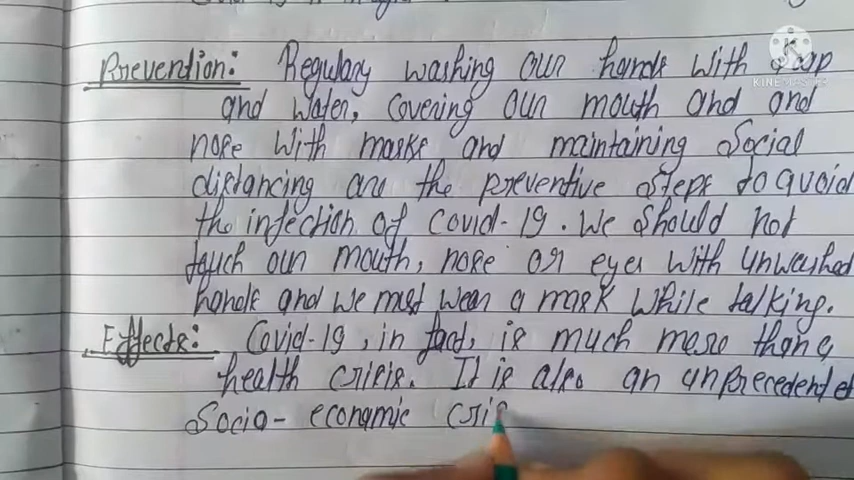 Prevention: Regulary washing our hands with Soap
and water, Covering our mouth and and
nose with masks and maintaining Social
distancing are the preventive steps to avoid
the infection of Covid-19. We should not
touch our mouth, nose or eyes with unwashed
hands and we must wear a mask while talking.
Effects: Covid-19, in fact, is much more than a
health crisis. It is also an unprecedented
Socio-economic cris
KINEMASTER